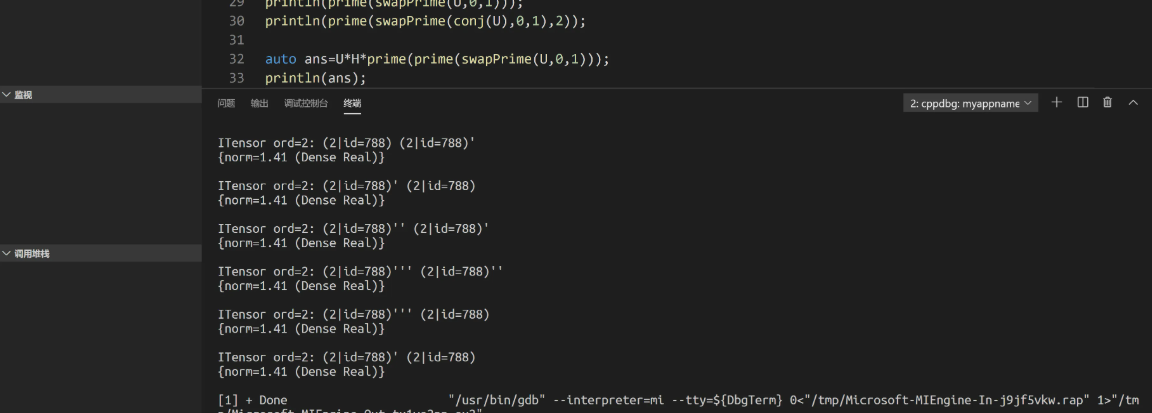 29 println(prime(swapPrime(U,0,1)));
30 println(prime(swapPrime(conj(U),0,1),2));
31
32 auto ans=U*H*prime(prime(swapPrime(U,0,1)));
33 println(ans);
监视
问题 输出 调试控制台 终端 2: cppdbg: myappname
ITensor ord=2: (2|id=788) (2|id=788)'
{norm=1.41 (Dense Real)}
ITensor ord=2: (2|id=788)' (2|id=788)
{norm=1.41 (Dense Real)}
ITensor ord=2: (2|id=788)'' (2|id=788)'
{norm=1.41 (Dense Real)}
调用堆栈
ITensor ord=2: (2|id=788)''' (2|id=788)''
{norm=1.41 (Dense Real)}
ITensor ord=2: (2|id=788)''' (2|id=788)
{norm=1.41 (Dense Real)}
ITensor ord=2: (2|id=788)' (2|id=788)
{norm=1.41 (Dense Real)}
[1] + Done "/usr/bin/gdb" --interpreter=mi --tty=${DbgTerm} 0<"/tmp/Microsoft-MIEngine-In-j9jf5vkw.rap" 1>"/tm